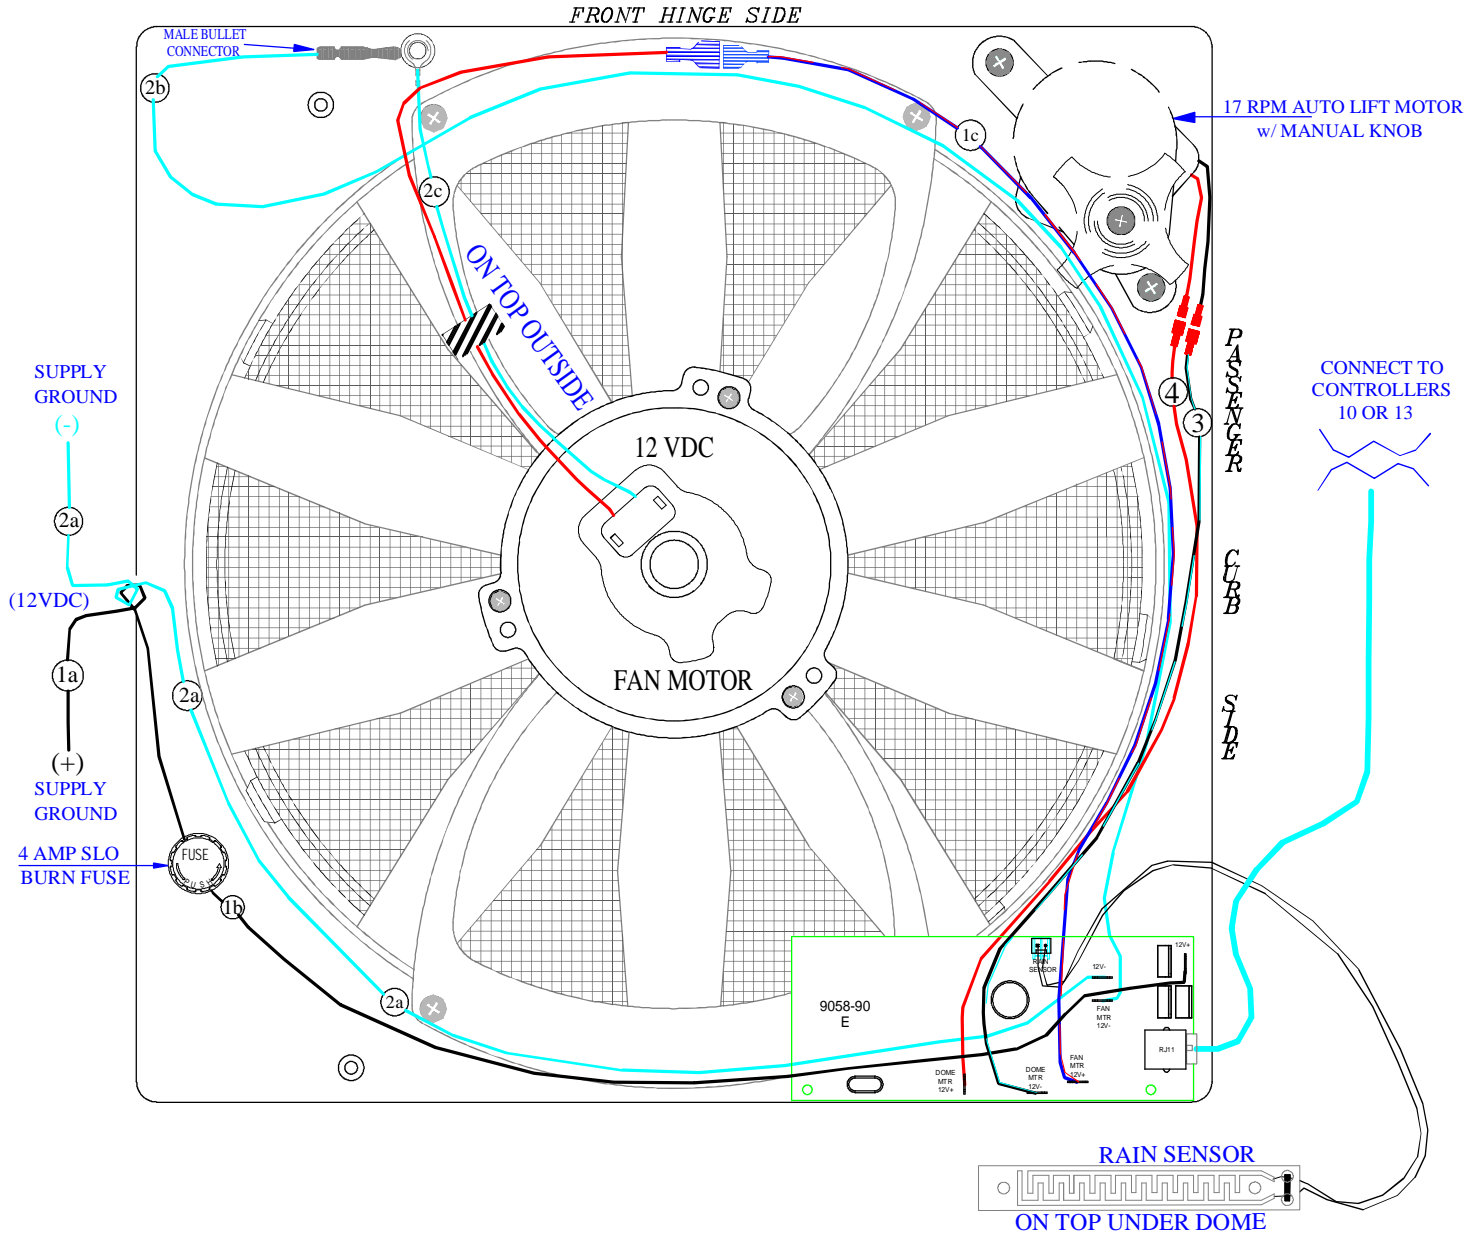 FRONT HINGE SIDE
MALE BULLET
CONNECTOR
2b
2c
1c
17 RPM AUTO LIFT MOTOR
w/ MANUAL KNOB
ON TOP OUTSIDE
PASSENGER
CURB
SIDE
SUPPLY
GROUND
(-)
2a
(12VDC)
1a
(+)
SUPPLY
GROUND
2a
4 AMP SLO
BURN FUSE
FUSE
PUSH
1b
2a
12 VDC
FAN MOTOR
4
3
CONNECT TO
CONTROLLERS
10 OR 13
9058-90
E
RAIN
SENSOR
12V-
12V+
FAN
MTR
12V-
RJ11
DOME
MTR
12V+
DOME
MTR
12V-
FAN
MTR
12V+
RAIN SENSOR
ON TOP UNDER DOME